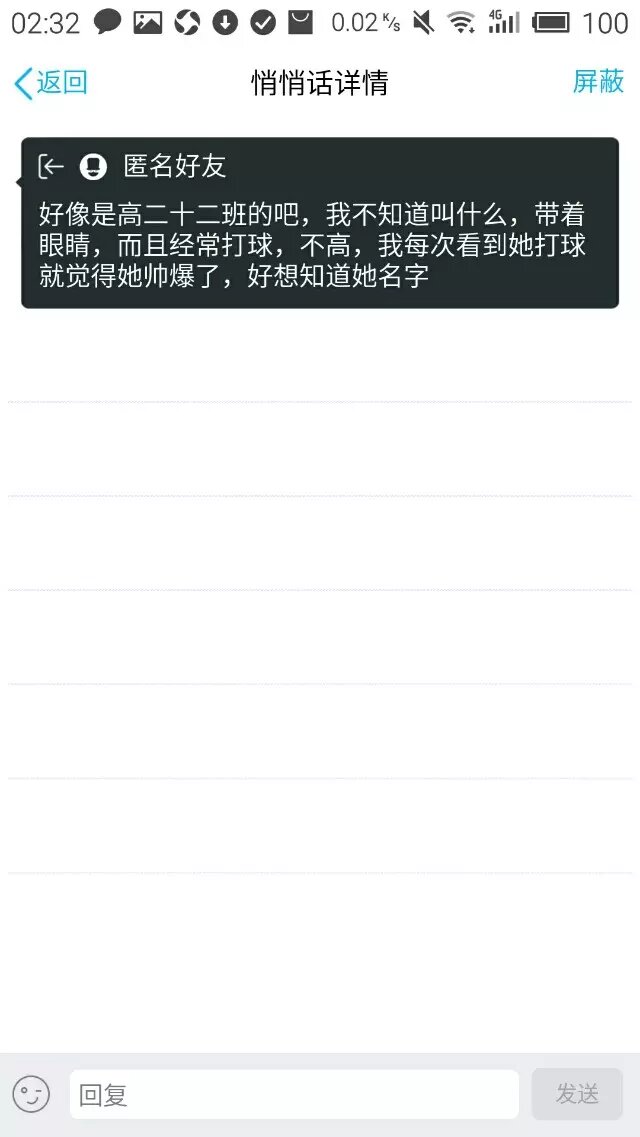 02:32 0.02 K/s 4G 100
返回 悄悄话详情 屏蔽
匿名好友
好像是高二十二班的吧，我不知道叫什么，带着
眼睛，而且经常打球，不高，我每次看到她打球
就觉得她帅爆了，好想知道她名字
回复 发送